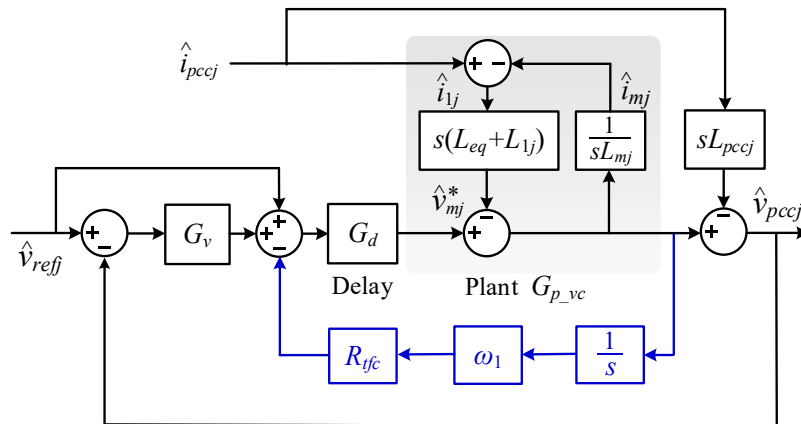 î_pccj
+ −
î_1j
î_mj
s(L_eq+L_1j)
1/(sL_mj)
sL_pccj
v̂*_mj
v̂_pccj
v̂_refj
+ −
G_v
+ + −
G_d
+ −
+ −
Delay
Plant G_p_vc
R_tfc
ω_1
1/s